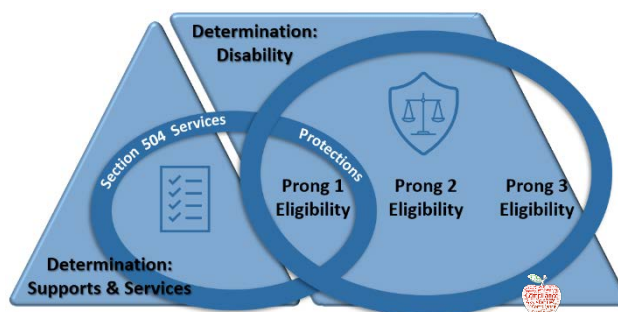 Determination:
Disability
Section 504 Services
Protections
Prong 1
Eligibility
Prong 2
Eligibility
Prong 3
Eligibility
Determination:
Supports & Services